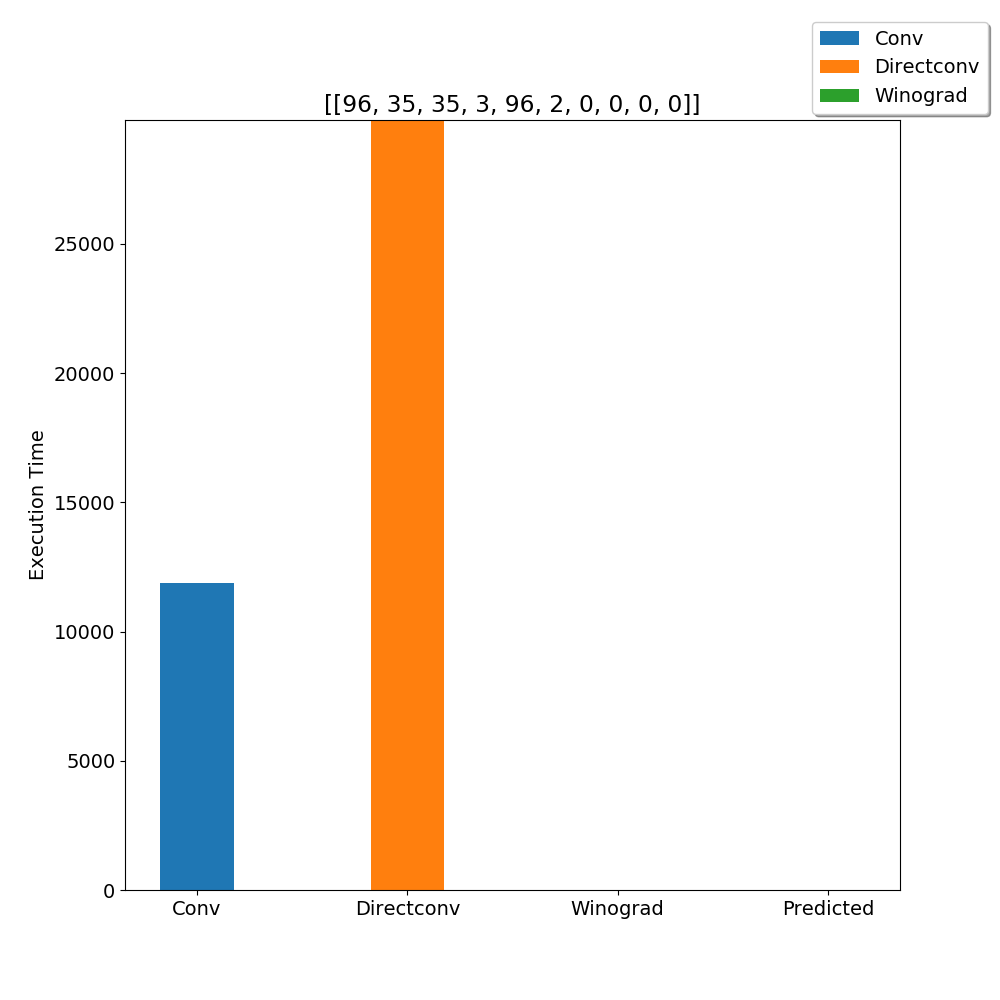 Conv
Directconv
Winograd
[[96, 35, 35, 3, 96, 2, 0, 0, 0, 0]]
Execution Time
25000
20000
15000
10000
5000
0
Conv Directconv Winograd Predicted